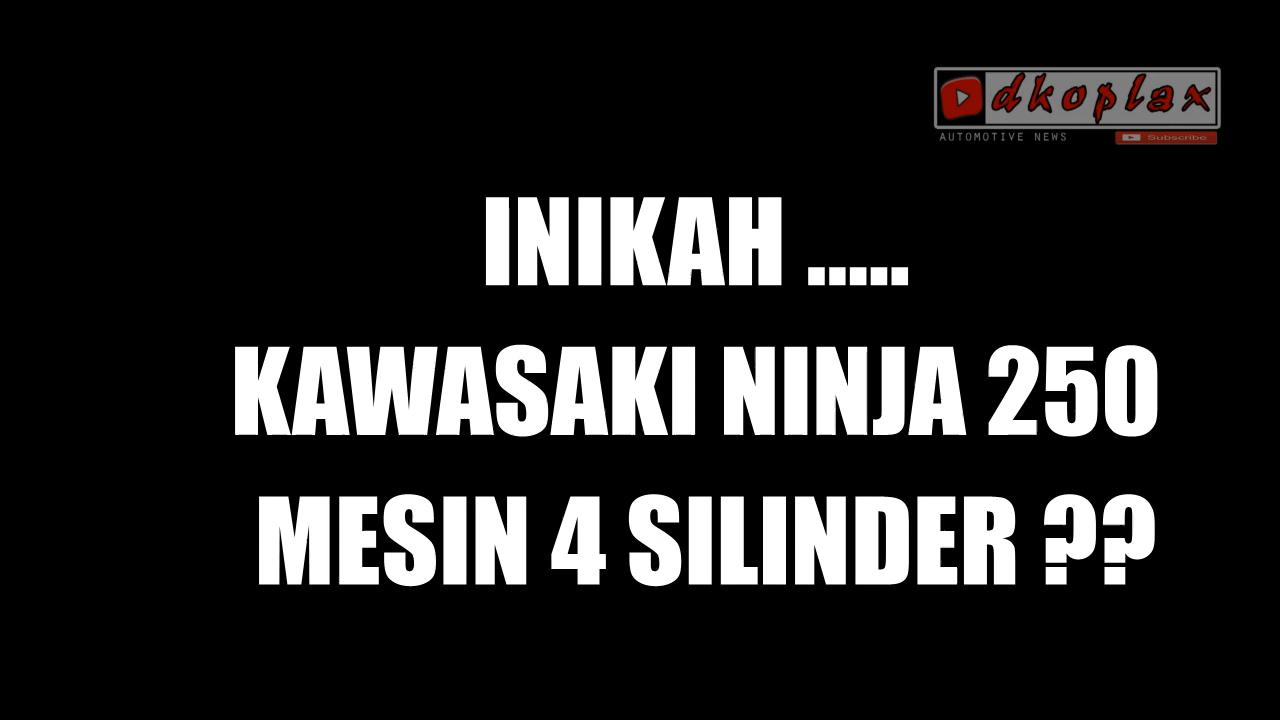 dkoplax
AUTOMOTIVE NEWS
Subscribe
INIKAH .....
KAWASAKI NINJA 250
MESIN 4 SILINDER ??